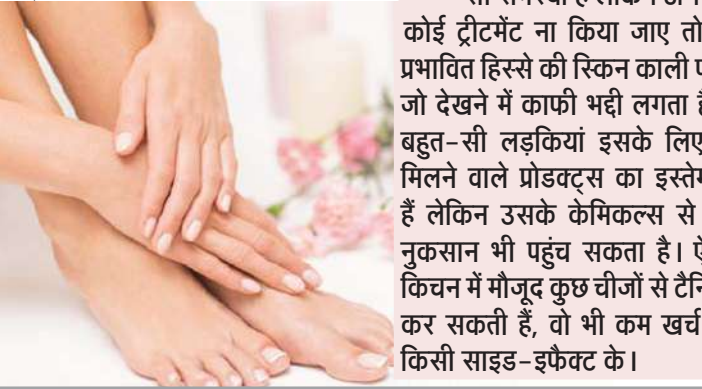 कोई ट्रीटमेंट ना किया जाए तो
प्रभावित हिस्से की स्किन काली
जो देखने में काफी भद्दी लगता
बहुत-सी लड़कियां इसके लिए
मिलने वाले प्रोडक्ट्स का
हैं लेकिन उसके केमिकल्स से
नुकसान भी पहुंच सकता है।
किचन में मौजूद कुछ चीजों से
कर सकती हैं, वो भी कम खर्च
किसी साइड-इफैक्ट के।